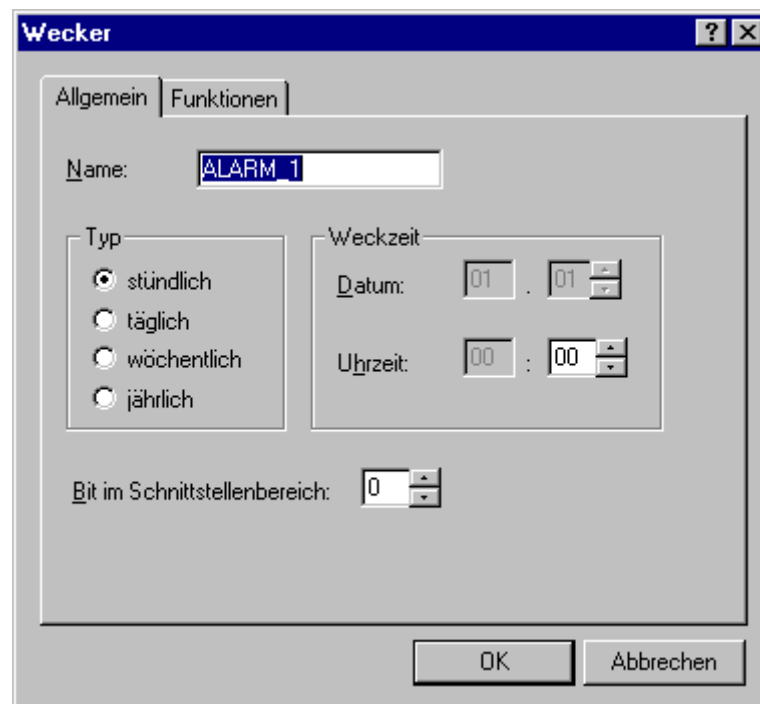 Wecker
Allgemein Funktionen
Name: ALARM_1
Typ
stündlich
täglich
wöchentlich
jährlich
Weckzeit
Datum: 01 . 01
Uhrzeit: 00 : 00
Bit im Schnittstellenbereich: 0
OK Abbrechen